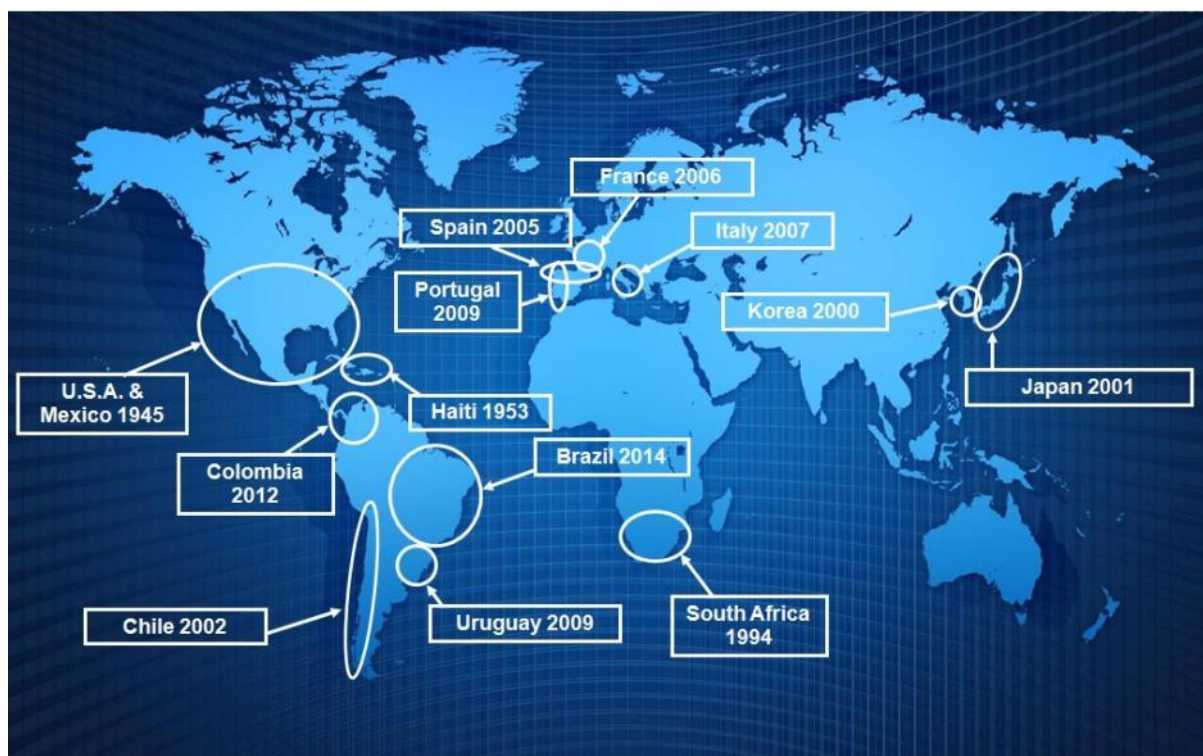 France 2006
Spain 2005
Italy 2007
Portugal
2009
Korea 2000
U.S.A. &
Mexico 1945
Haiti 1953
Japan 2001
Colombia
2012
Brazil 2014
Chile 2002
Uruguay 2009
South Africa
1994